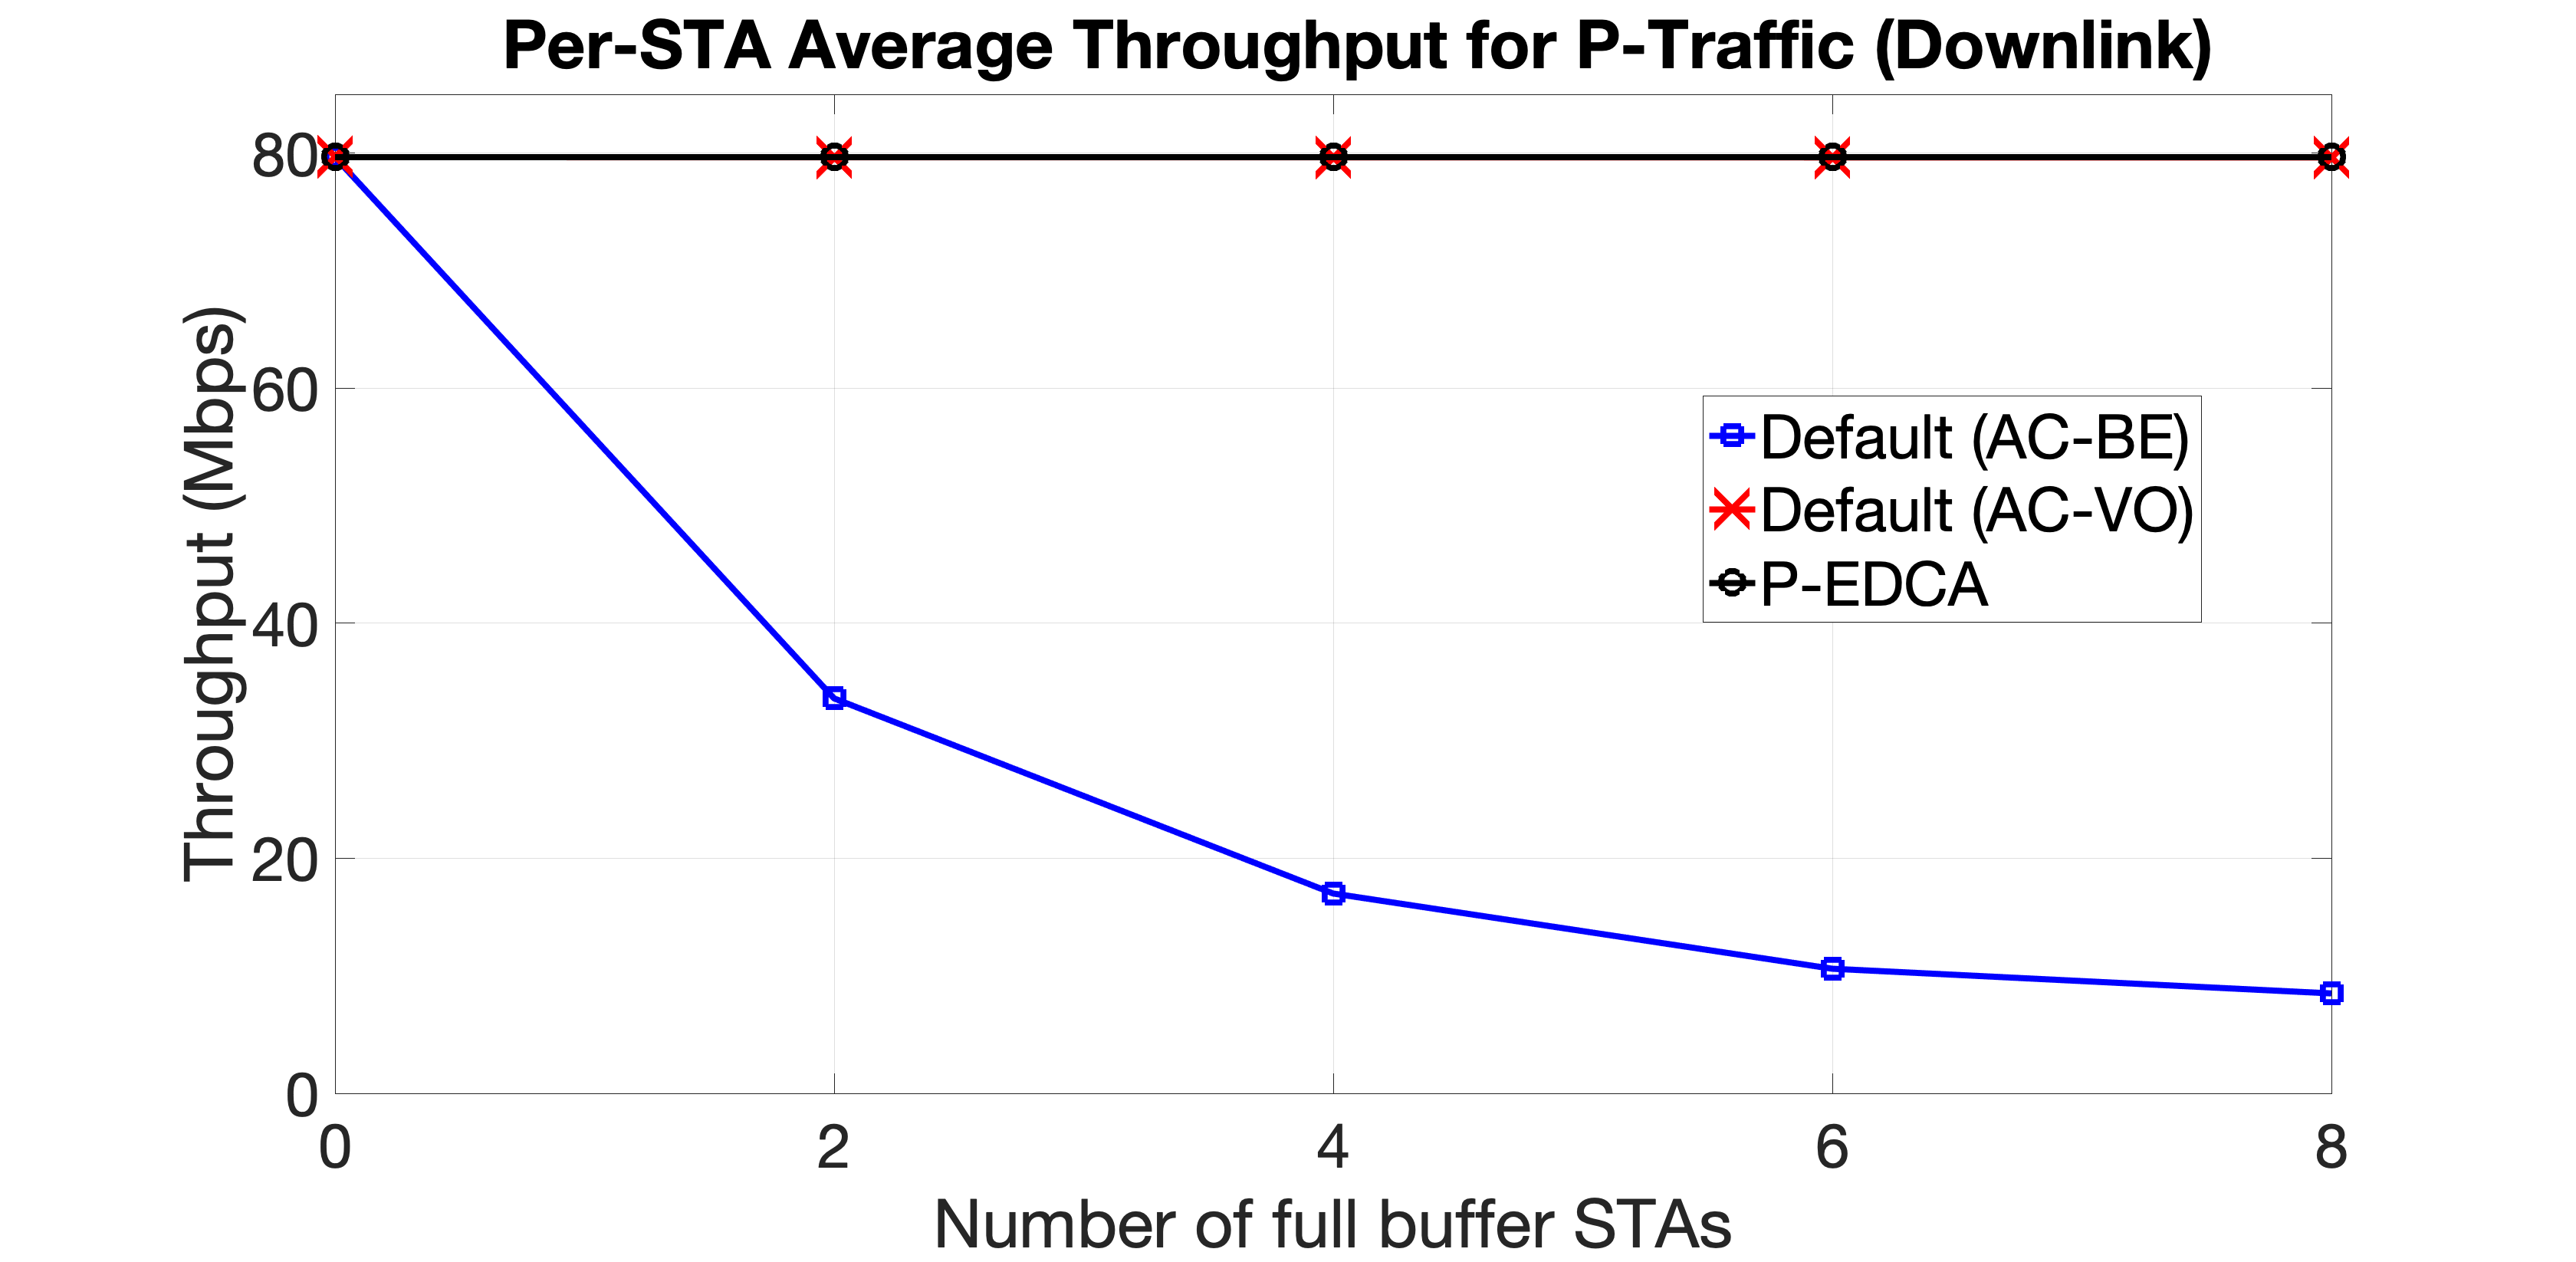 Per-STA Average Throughput for P-Traffic (Downlink)
Throughput (Mbps)
80
60
40
20
0
Default (AC-BE)
Default (AC-VO)
P-EDCA
0 2 4 6 8
Number of full buffer STAs